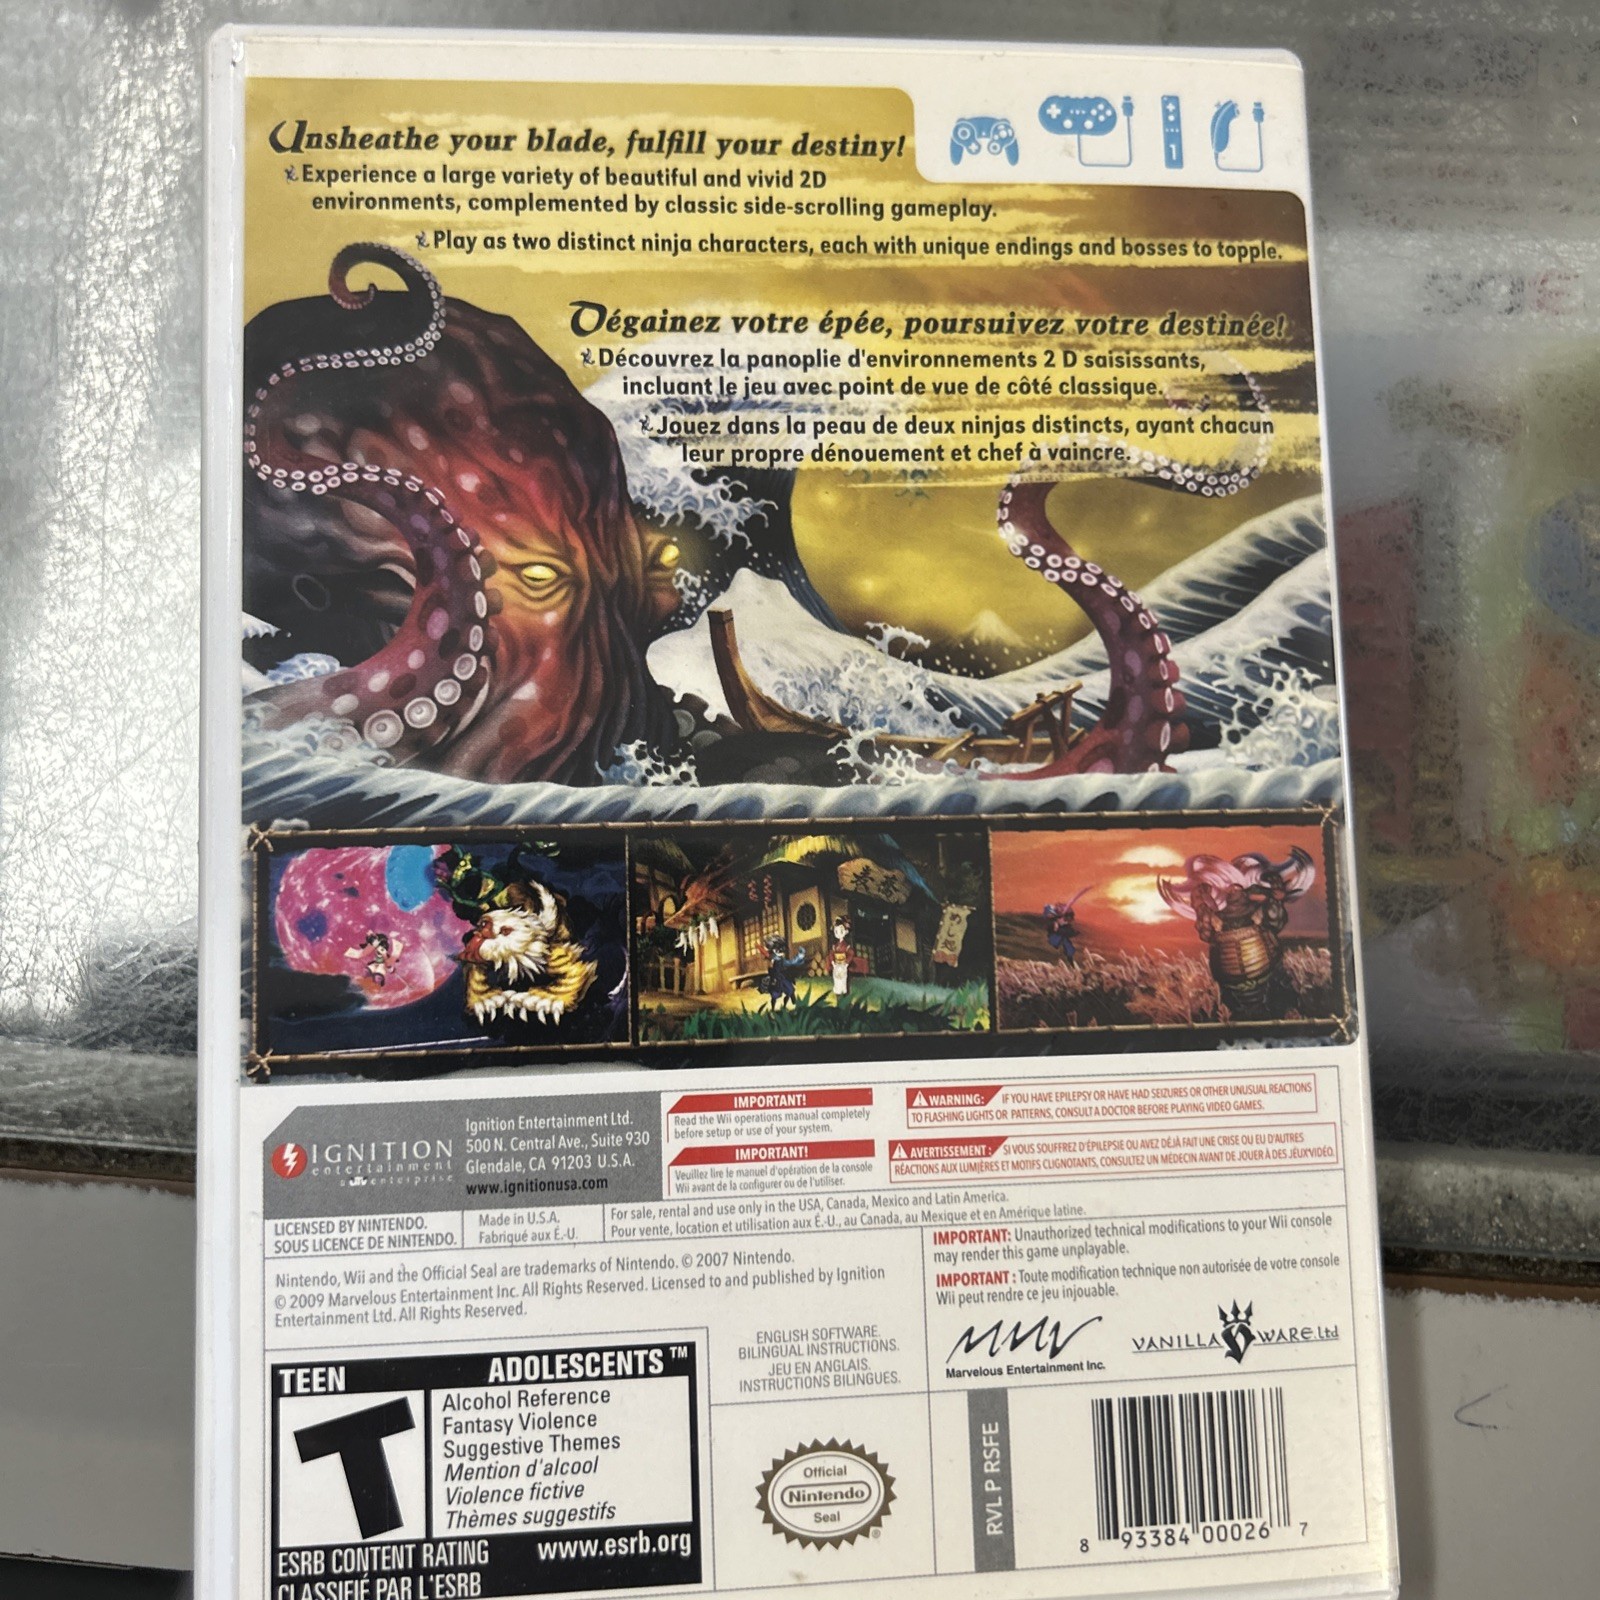 Unsheathe your blade, fulfill your destiny!
Experience a large variety of beautiful and vivid 2D
environments, complemented by classic side-scrolling gameplay.
Play as two distinct ninja characters, each with unique endings and bosses to topple.
Dégainez votre épée, poursuivez votre destinée!
Découvrez la panoplie d'environnements 2 D saisissants,
incluant le jeu avec point de vue de côté classique.
Jouez dans la peau de deux ninjas distincts, ayant chacun
leur propre dénouement et chef à vaincre.
1
めし処
IGNITION
entertainment
a utv enterprise
Ignition Entertainment Ltd.
500 N. Central Ave., Suite 930
Glendale, CA 91203 U.S.A.
www.ignitionusa.com
IMPORTANT!
Read the Wii operations manual completely
before setup or use of your system.
IMPORTANT!
Veuillez lire le manuel d'opération de la console
Wii avant de la configurer ou de l'utiliser.
WARNING: IF YOU HAVE EPILEPSY OR HAVE HAD SEIZURES OR OTHER UNUSUAL REACTIONS
TO FLASHING LIGHTS OR PATTERNS, CONSULT A DOCTOR BEFORE PLAYING VIDEO GAMES.
AVERTISSEMENT : SI VOUS SOUFFREZ D'ÉPILEPSIE OU AVEZ DÉJÀ FAIT UNE CRISE OU EU D'AUTRES
RÉACTIONS AUX LUMIÈRES ET MOTIFS CLIGNOTANTS, CONSULTEZ UN MÉDECIN AVANT DE JOUER À DES JEUX VIDÉO.
LICENSED BY NINTENDO.
SOUS LICENCE DE NINTENDO.
Made in U.S.A.
Fabriqué aux É.-U.
For sale, rental and use only in the USA, Canada, Mexico and Latin America.
Pour vente, location et utilisation aux É.-U., au Canada, au Mexique et en Amérique latine.
Nintendo, Wii and the Official Seal are trademarks of Nintendo. © 2007 Nintendo.
© 2009 Marvelous Entertainment Inc. All Rights Reserved. Licensed to and published by Ignition
Entertainment Ltd. All Rights Reserved.
IMPORTANT: Unauthorized technical modifications to your Wii console
may render this game unplayable.
IMPORTANT : Toute modification technique non autorisée de votre console
Wii peut rendre ce jeu injouable.
MMV
Marvelous Entertainment Inc.
VANILLAWARE.Ltd
ENGLISH SOFTWARE.
BILINGUAL INSTRUCTIONS.
JEU EN ANGLAIS.
INSTRUCTIONS BILINGUES.
TEEN ADOLESCENTS ™
T
Alcohol Reference
Fantasy Violence
Suggestive Themes
Mention d'alcool
Violence fictive
Thèmes suggestifs
ESRB CONTENT RATING www.esrb.org
CLASSIFIÉ PAR L'ESRB
Official
Nintendo
Seal
®
RVL P RSFE
8 93384 00026 7